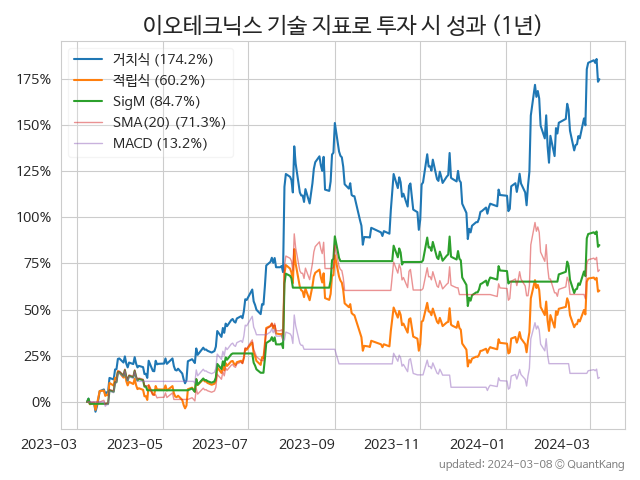 이오테크닉스 기술 지표로 투자 시 성과 (1년)
거치식 (174.2%)
적립식 (60.2%)
SigM (84.7%)
SMA(20) (71.3%)
MACD (13.2%)
175%
150%
125%
100%
75%
50%
25%
0%
2023-03 2023-05 2023-07 2023-09 2023-11 2024-01 2024-03
updated: 2024-03-08 © QuantKang